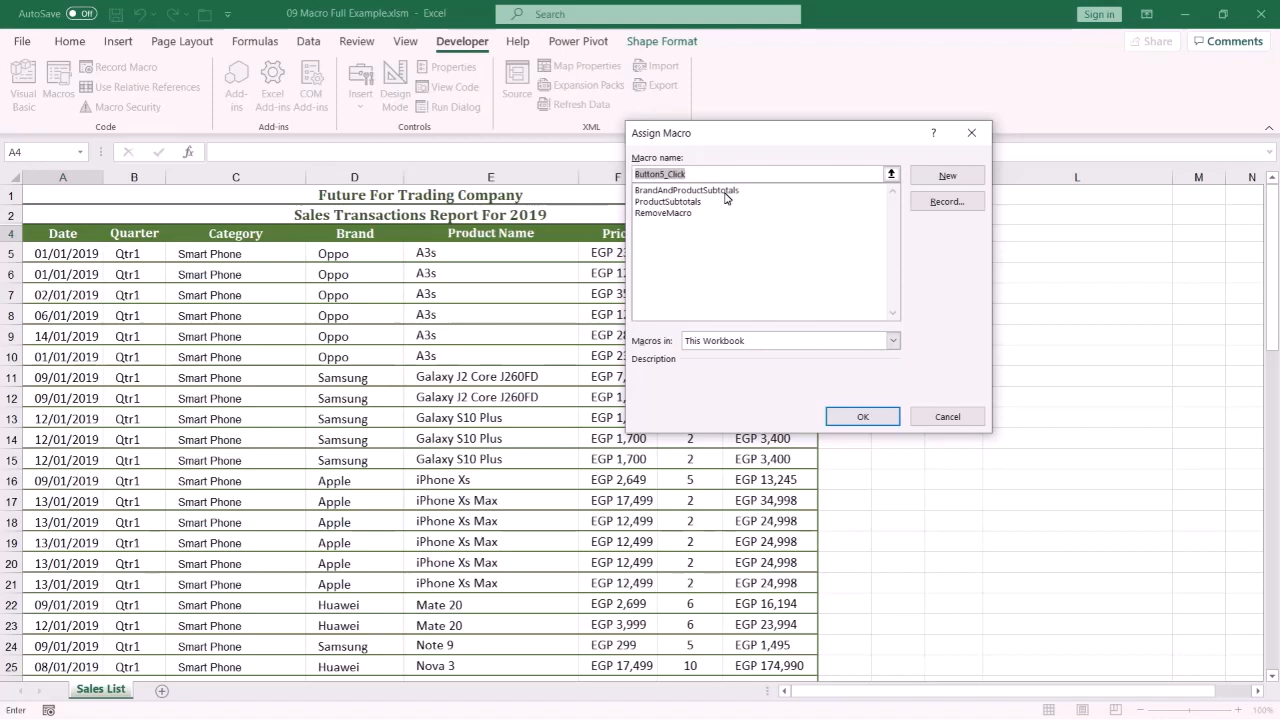 AutoSave Off 09 Macro Full Example.xlsm - Excel Search Sign in
File Home Insert Page Layout Formulas Data Review View Developer Help Power Pivot Shape Format Share Comments
Visual Basic
Macros
Record Macro
Use Relative References
Macro Security
Code
Add-ins
Excel Add-ins
COM Add-ins
Add-ins
Insert
Design Mode
Properties
View Code
Run Dialog
Controls
Source
Map Properties
Expansion Packs
Refresh Data
Import
Export
XML
A4 fx
Assign Macro ? ×
Macro name:
Button5_Click New
BrandAndProductSubtotals
ProductSubtotals Record...
RemoveMacro
Macros in: This Workbook
Description
OK Cancel
A B C D E F L M N
1 Future For Trading Company
2 Sales Transactions Report For 2019
4 Date Quarter Category Brand Product Name
5 01/01/2019 Qtr1 Smart Phone Oppo A3s
6 01/01/2019 Qtr1 Smart Phone Oppo A3s
7 02/01/2019 Qtr1 Smart Phone Oppo A3s
8 06/01/2019 Qtr1 Smart Phone Oppo A3s
9 14/01/2019 Qtr1 Smart Phone Oppo A3s
10 01/01/2019 Qtr1 Smart Phone Oppo A3s
11 09/01/2019 Qtr1 Smart Phone Samsung Galaxy J2 Core J260FD
12 09/01/2019 Qtr1 Smart Phone Samsung Galaxy J2 Core J260FD
13 12/01/2019 Qtr1 Smart Phone Samsung Galaxy S10 Plus
14 12/01/2019 Qtr1 Smart Phone Samsung Galaxy S10 Plus EGP 1,700 2 EGP 3,400
15 12/01/2019 Qtr1 Smart Phone Samsung Galaxy S10 Plus EGP 1,700 2 EGP 3,400
16 09/01/2019 Qtr1 Smart Phone Apple iPhone Xs EGP 2,649 5 EGP 13,245
17 13/01/2019 Qtr1 Smart Phone Apple iPhone Xs Max EGP 17,499 2 EGP 34,998
18 13/01/2019 Qtr1 Smart Phone Apple iPhone Xs Max EGP 12,499 2 EGP 24,998
19 13/01/2019 Qtr1 Smart Phone Apple iPhone Xs Max EGP 12,499 2 EGP 24,998
20 13/01/2019 Qtr1 Smart Phone Apple iPhone Xs Max EGP 12,499 2 EGP 24,998
21 13/01/2019 Qtr1 Smart Phone Apple iPhone Xs Max EGP 12,499 2 EGP 24,998
22 09/01/2019 Qtr1 Smart Phone Huawei Mate 20 EGP 2,699 6 EGP 16,194
23 12/01/2019 Qtr1 Smart Phone Huawei Mate 20 EGP 3,999 6 EGP 23,994
24 09/01/2019 Qtr1 Smart Phone Samsung Note 9 EGP 299 5 EGP 1,495
25 08/01/2019 Qtr1 Smart Phone Huawei Nova 3 EGP 17,499 10 EGP 174,990
Sales List
Enter 100%